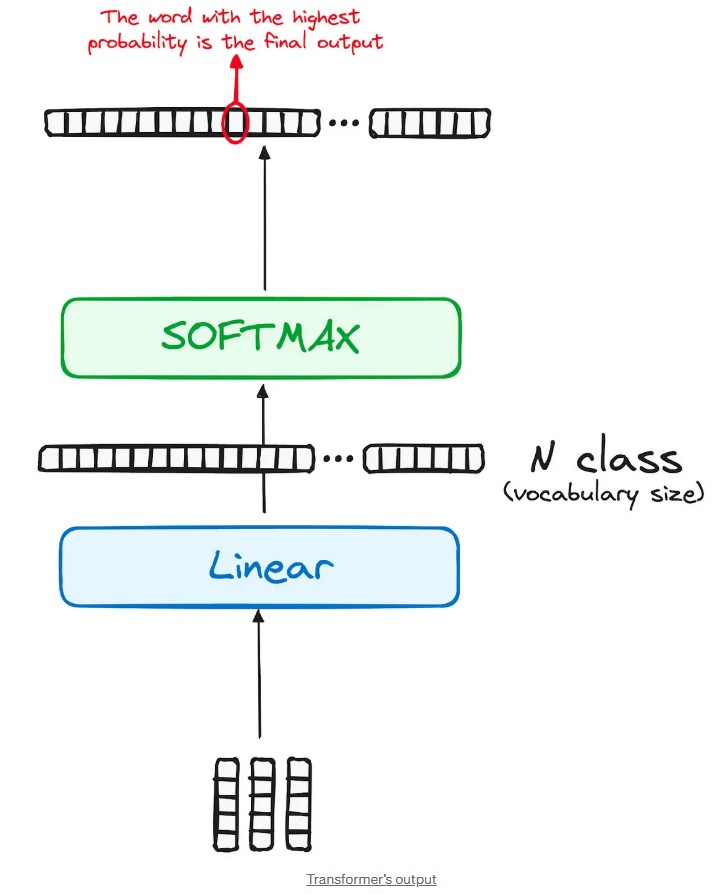 The word with the highest
probability is the final output
SOFTMAX
N class
(vocabulary size)
Linear
Transformer's output